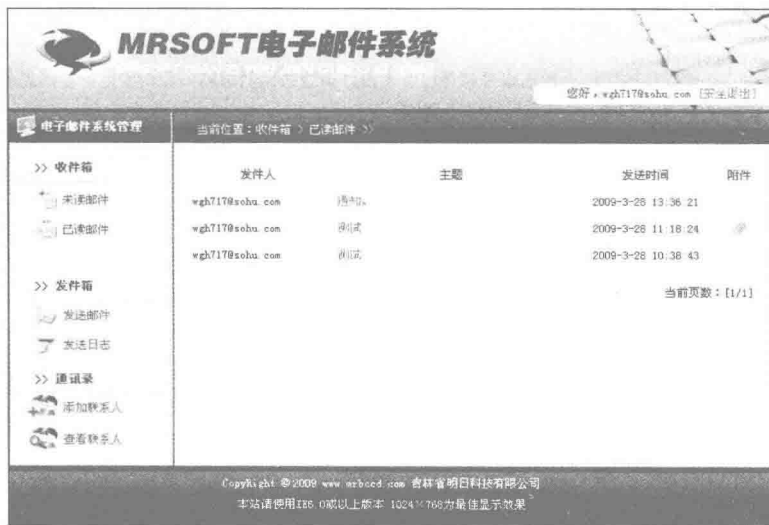 MRSOFT电子邮件系统
您好，wgh717@sohu.com [安全退出]
电子邮件系统管理
当前位置：收件箱 > 已读邮件 >>
>> 收件箱
未读邮件
已读邮件
>> 发件箱
发送邮件
发送日志
>> 通讯录
添加联系人
查看联系人
发件人 主题 发送时间 附件
wgh717@sohu.com 2009-3-28 13:36:21
wgh717@sohu.com 测试 2009-3-28 11:18:24
wgh717@sohu.com 测试 2009-3-28 10:38:43
当前页数：[1/1]
CopyRight ©2009 www.mrbccd.com 吉林省明日科技有限公司
本站请使用IE6.0或以上版本 1024*768为最佳显示效果